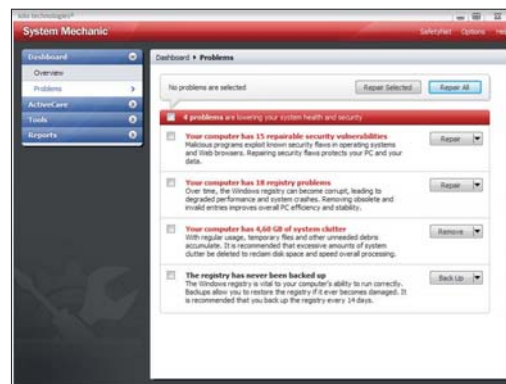 iolo technologies®
System Mechanic
SafetyNet Options Hel
Dashboard
Dashboard ▸ Problems
Overview
Problems
ActiveCare
Tools
Reports
No problems are selected
Repair Selected
Repair All
4 problems are lowering your system health and security
Your computer has 15 repairable security vulnerabilities
Malicious programs exploit known security flaws in operating systems
and Web browsers. Repairing security flaws protects your PC and your
data.
Repair
Your computer has 18 registry problems
Over time, the Windows registry can become corrupt, leading to
degraded performance and system crashes. Removing obsolete and
invalid entries improves overall PC efficiency and stability.
Repair
Your computer has 4,60 GB of system clutter
With regular usage, temporary files and other unneeded debris
accumulate. It is recommended that excessive amounts of system
clutter be deleted to reclaim disk space and speed overall processing.
Remove
The registry has never been backed up
The Windows registry is vital to your computer's ability to run correctly.
Backups allow you to restore the registry if it ever becomes damaged. It
is recommended that you back up the registry every 14 days.
Back Up